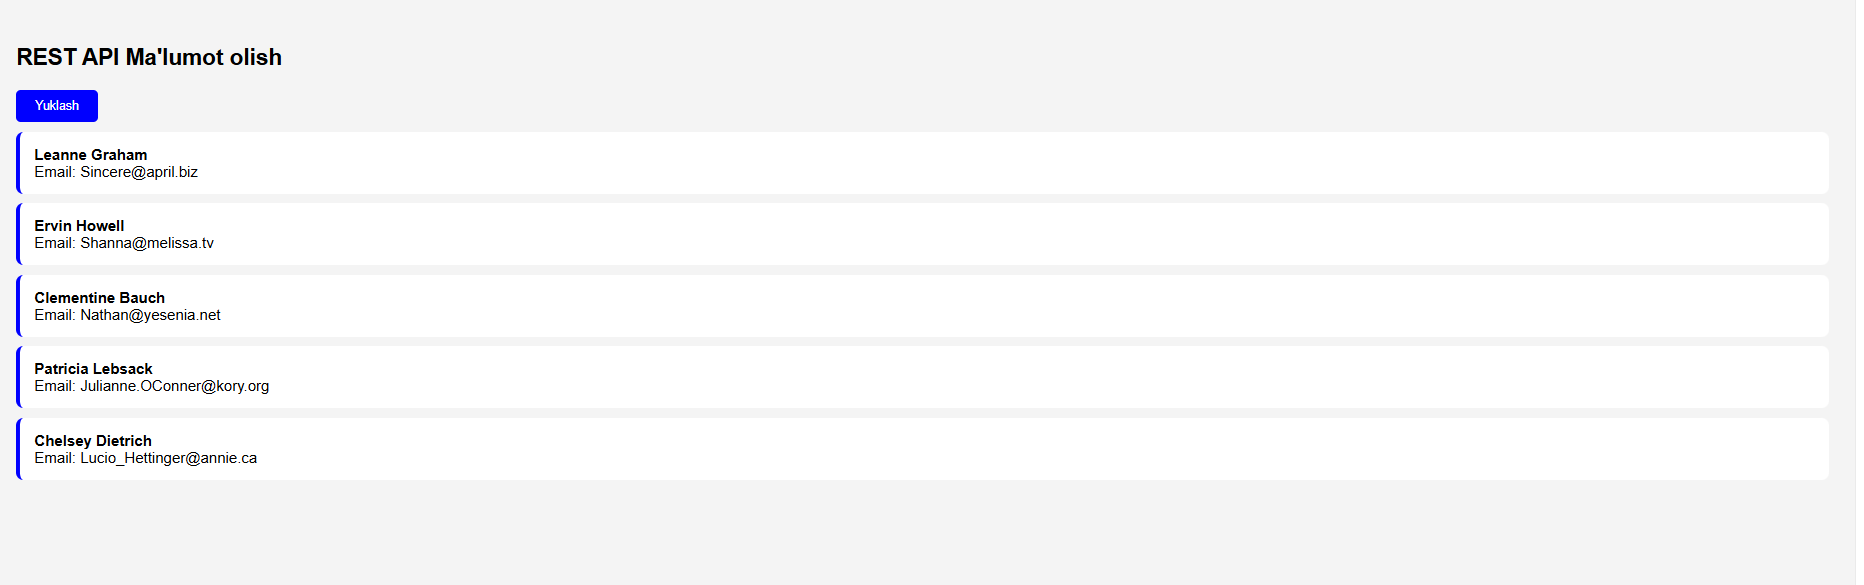 REST API Ma'lumot olish
Yuklash
Leanne Graham
Email: Sincere@april.biz
Ervin Howell
Email: Shanna@melissa.tv
Clementine Bauch
Email: Nathan@yesenia.net
Patricia Lebsack
Email: Julianne.OConner@kory.org
Chelsey Dietrich
Email: Lucio_Hettinger@annie.ca